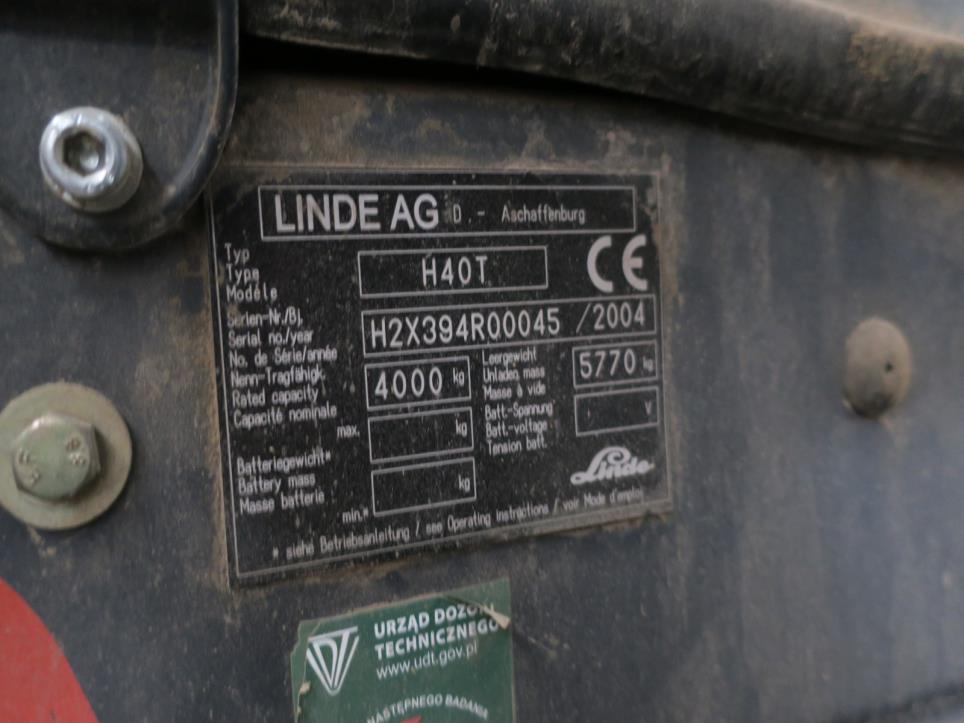 LINDE AG D. - Aschaffenburg
Typ
Type
Modéle
H40T
CE
Serien-Nr./Bj.
Serial no./year
No. de Série/année
H2X394R00045 /2004
Nenn-Tragfähigk.
Rated capacity
Capacité nominale
4000 kg
Leergewicht
Unladen mass
Masse à vide
5770 kg
max.
kg
Batt.-Spannung
Batt.-voltage
Tension batt.
V
Batteriegewicht*
Battery mass
Masse batterie
min.*
kg
Linde
* siehe Betriebsanleitung / see Operating instructions / voir Mode d'emploi
UDT
URZĄD DOZORU
TECHNICZNEGO
www.udt.gov.pl
NASTĘPNEGO BADANIA